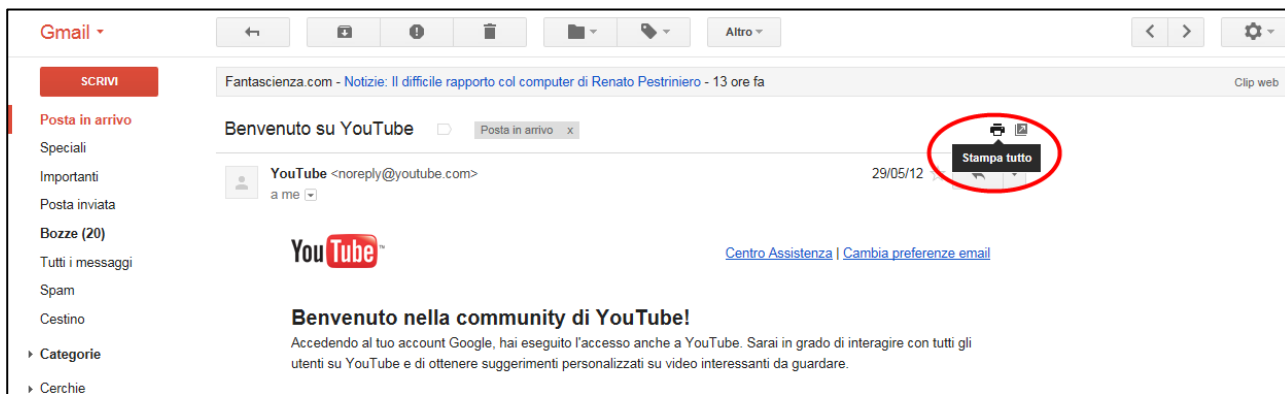 Gmail
Altro
SCRIVI
Fantascienza.com - Notizie: Il difficile rapporto col computer di Renato Pestriniero - 13 ore fa
Clip web
Posta in arrivo
Speciali
Importanti
Posta inviata
Bozze (20)
Tutti i messaggi
Spam
Cestino
Categorie
Cerchie
Benvenuto su YouTube
Posta in arrivo x
Stampa tutto
YouTube <noreply@youtube.com>
29/05/12
a me
YouTube™
Centro Assistenza | Cambia preferenze email
Benvenuto nella community di YouTube!
Accedendo al tuo account Google, hai eseguito l'accesso anche a YouTube. Sarai in grado di interagire con tutti gli
utenti su YouTube e di ottenere suggerimenti personalizzati su video interessanti da guardare.